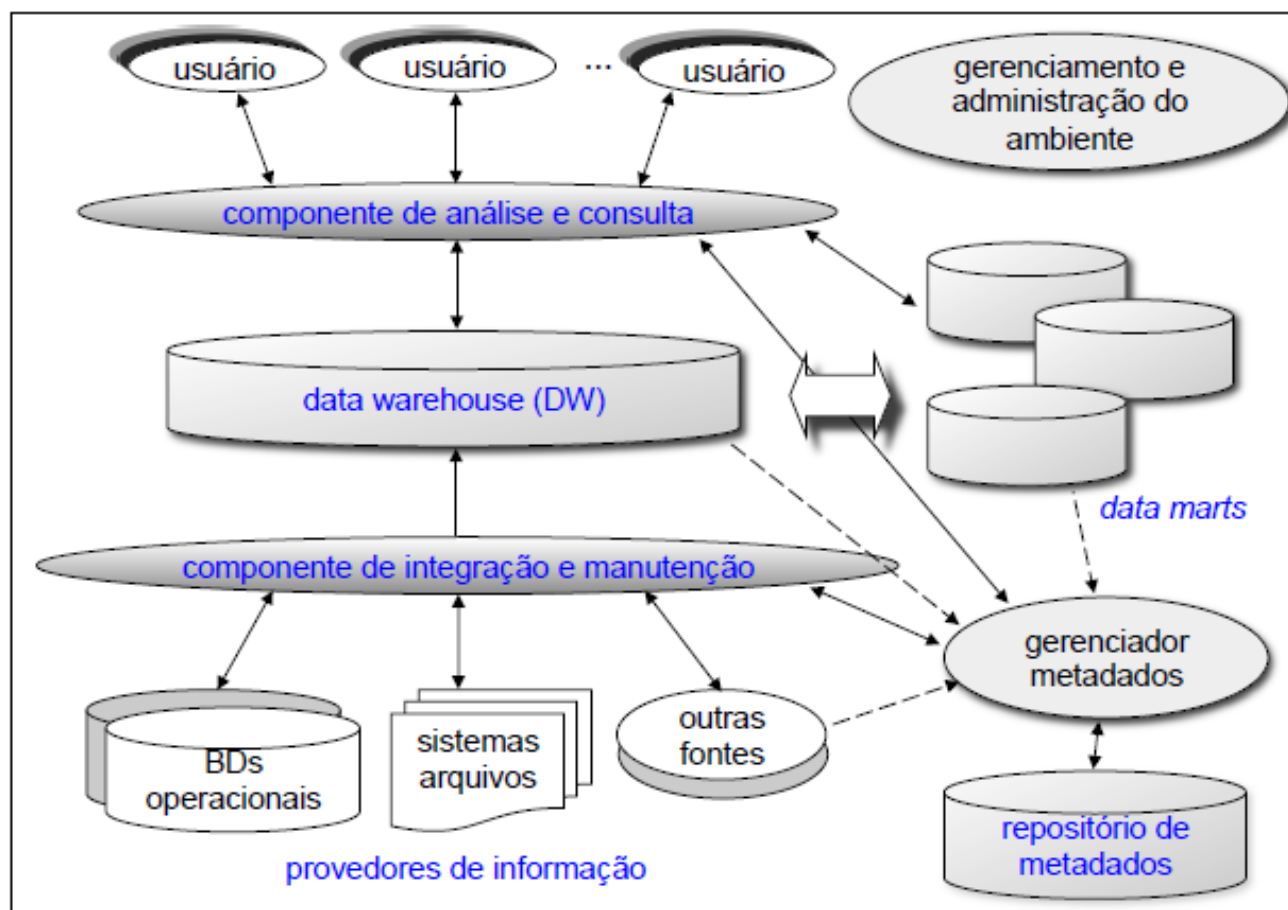 usuário
usuário
...
usuário
gerenciamento e
administração do
ambiente
componente de análise e consulta
data warehouse (DW)
data marts
componente de integração e manutenção
gerenciador
metadados
BDs
operacionais
sistemas
arquivos
outras
fontes
repositório de
metadados
provedores de informação